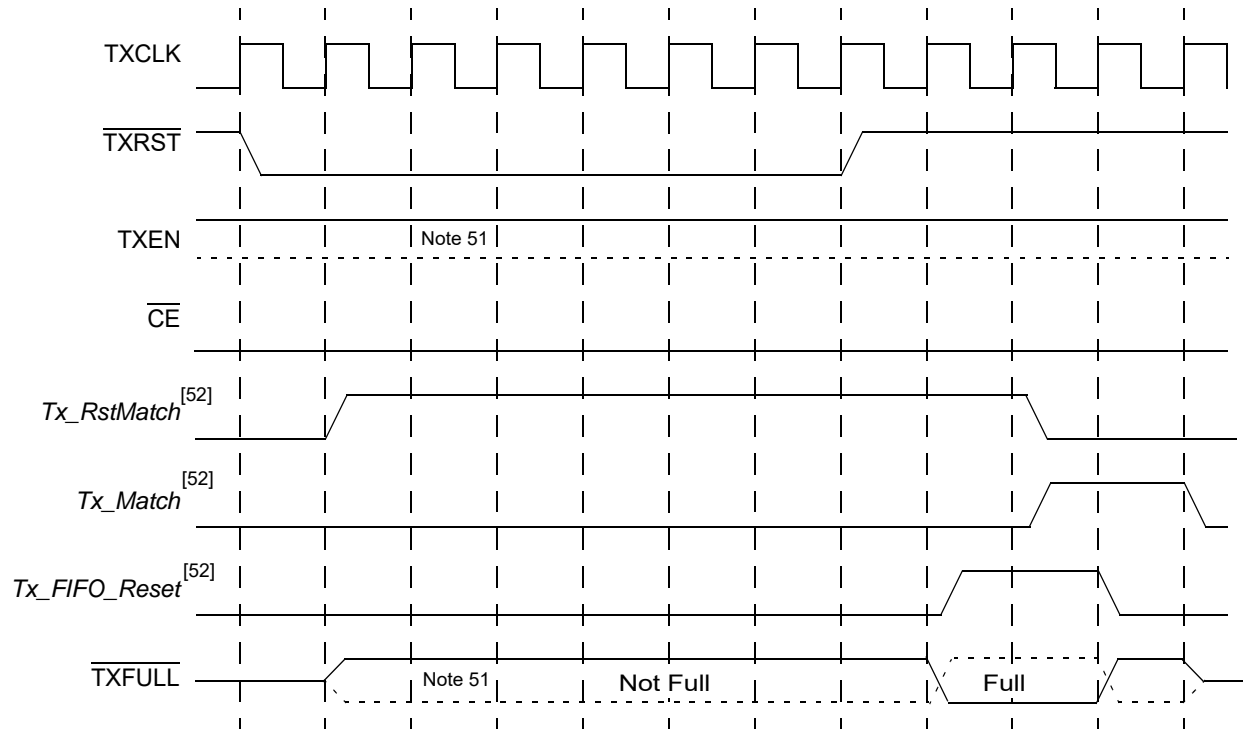 TXCLK
TXRST
TXEN
Note 51
CE
Tx_RstMatch[52]
Tx_Match[52]
Tx_FIFO_Reset[52]
TXFULL
Note 51
Not Full
Full